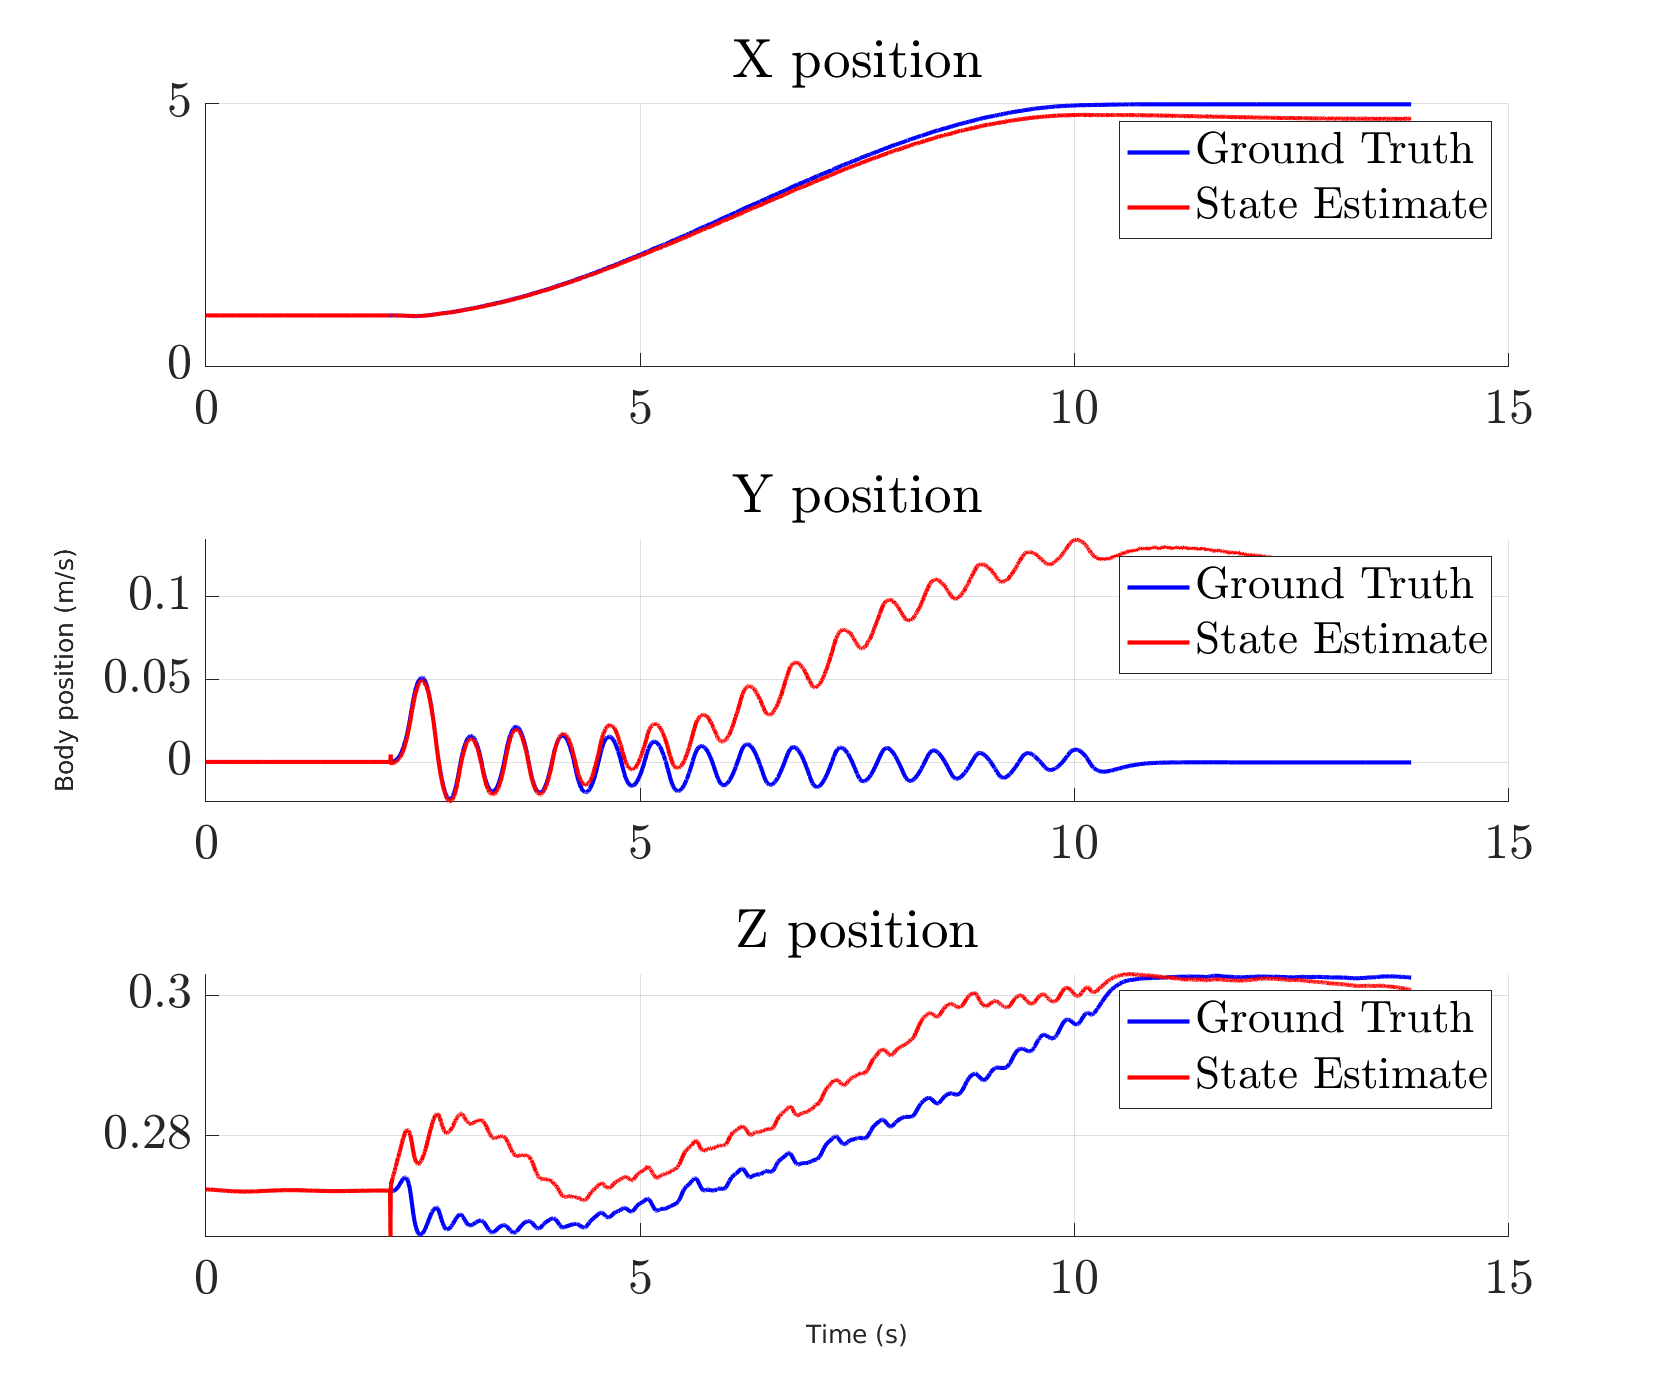 X position
5
0
0 5 10 15
Ground Truth
State Estimate
Y position
Body position (m/s)
0.1
0.05
0
0 5 10 15
Ground Truth
State Estimate
Z position
0.3
0.28
0 5 10 15
Ground Truth
State Estimate
Time (s)